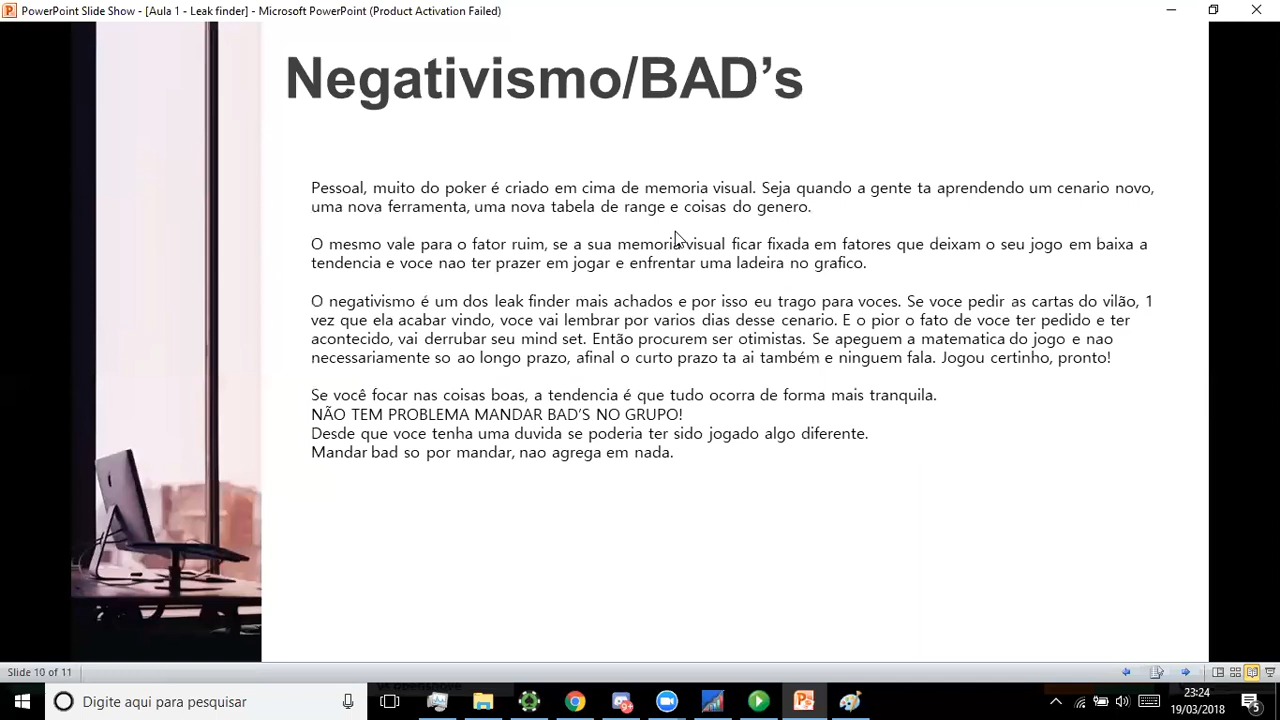 PowerPoint Slide Show - [Aula 1 - Leak finder] - Microsoft PowerPoint (Product Activation Failed)
Negativismo/BAD’s
Pessoal, muito do poker é criado em cima de memoria visual. Seja quando a gente ta aprendendo um cenario novo,
uma nova ferramenta, uma nova tabela de range e coisas do genero.
O mesmo vale para o fator ruim, se a sua memoria visual ficar fixada em fatores que deixam o seu jogo em baixa a
tendencia e voce nao ter prazer em jogar e enfrentar uma ladeira no grafico.
O negativismo é um dos leak finder mais achados e por isso eu trago para voces. Se voce pedir as cartas do vilão, 1
vez que ela acabar vindo, voce vai lembrar por varios dias desse cenario. E o pior o fato de voce ter pedido e ter
acontecido, vai derrubar seu mind set. Então procurem ser otimistas. Se apeguem a matematica do jogo e nao
necessariamente so ao longo prazo, afinal o curto prazo ta ai também e ninguem fala. Jogou certinho, pronto!
Se você focar nas coisas boas, a tendencia é que tudo ocorra de forma mais tranquila.
NÃO TEM PROBLEMA MANDAR BAD’S NO GRUPO!
Desde que voce tenha uma duvida se poderia ter sido jogado algo diferente.
Mandar bad so por mandar, nao agrega em nada.
Slide 10 of 11
Digite aqui para pesquisar
23:24
19/03/2018
5